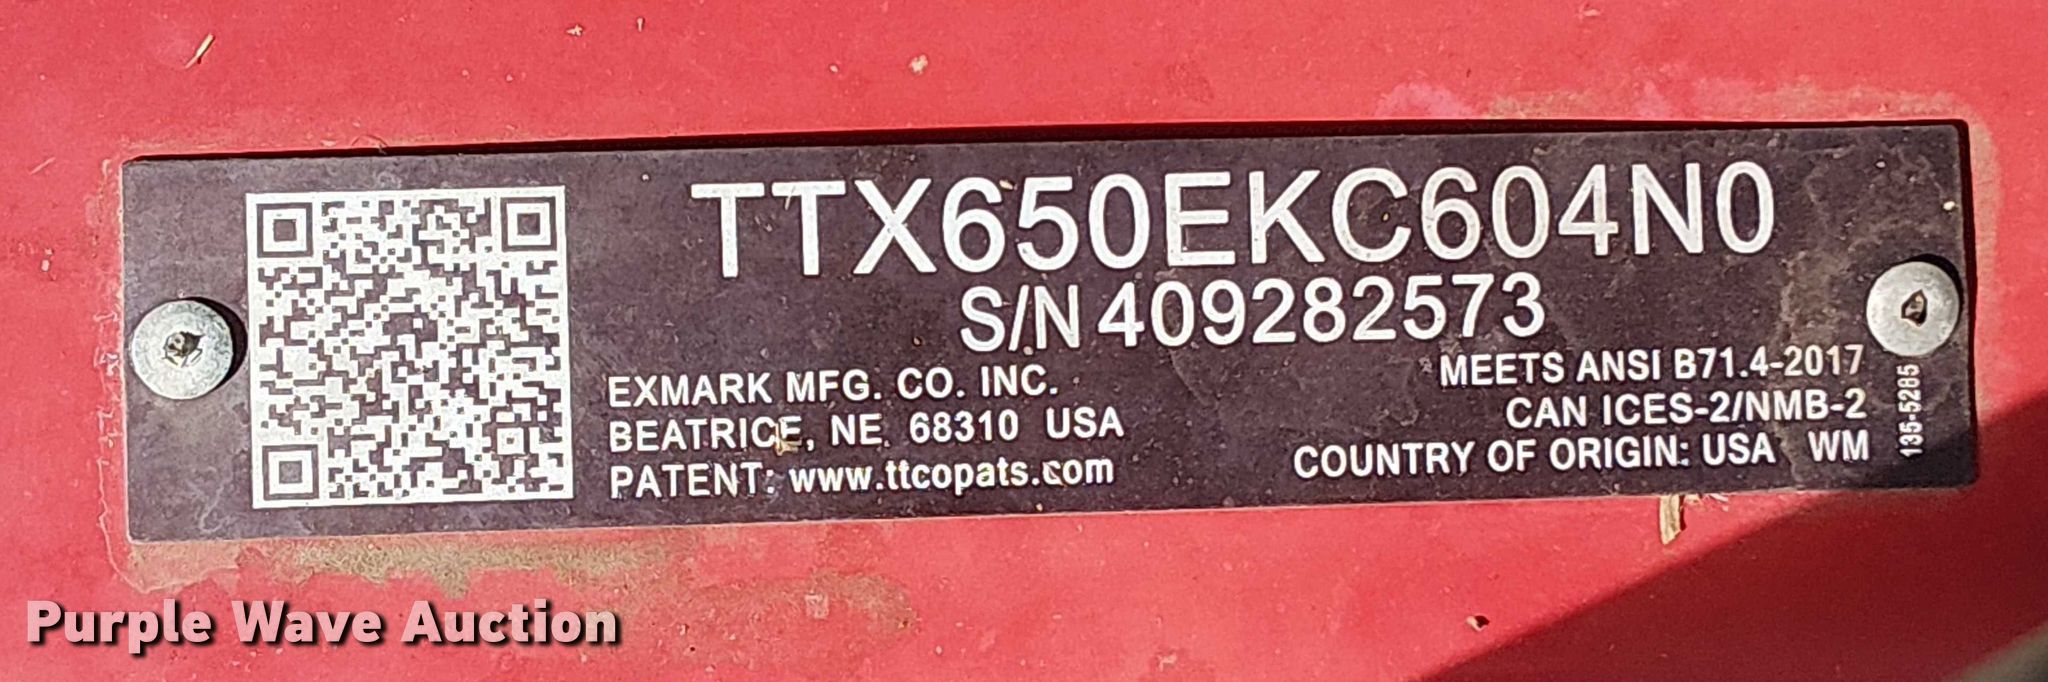 TTX650EKC604N0
S/N 409282573
EXMARK MFG. CO. INC.
BEATRICE, NE. 68310 USA
PATENT: www.ttcopats.com
MEETS ANSI B71.4-2017
CAN ICES-2/NMB-2
COUNTRY OF ORIGIN: USA WM
135-5285
Purple Wave Auction